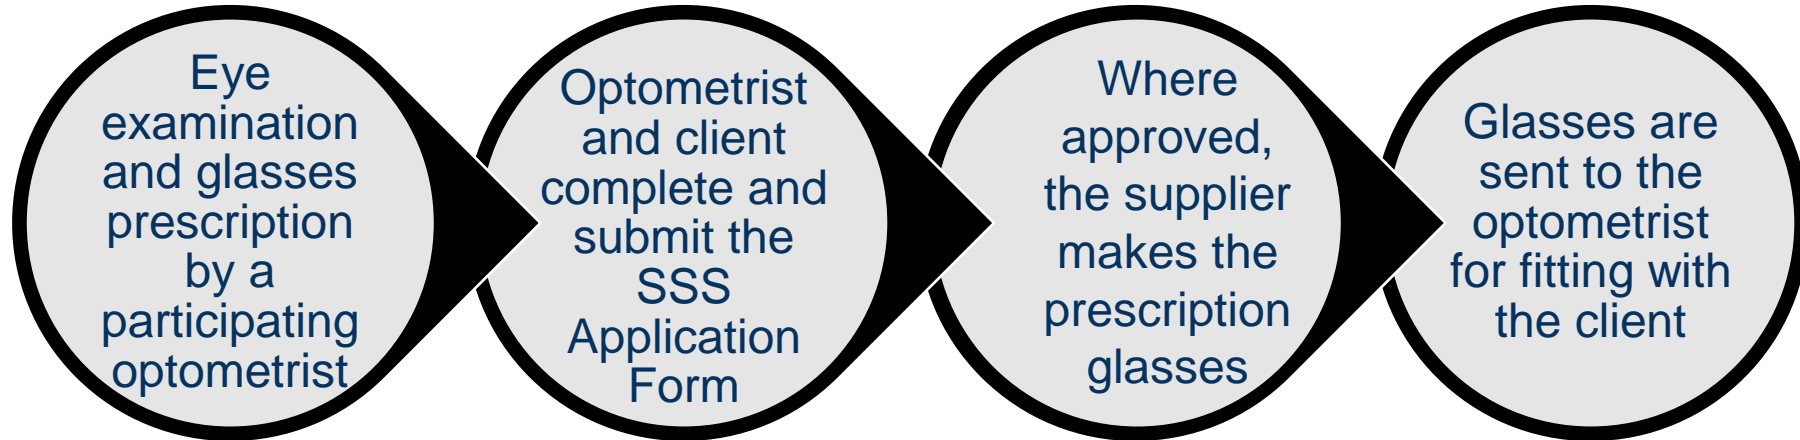 Eye
examination
and glasses
prescription
by a
participating
optometrist
Optometrist
and client
complete and
submit the
SSS
Application
Form
Where
approved,
the supplier
makes the
prescription
glasses
Glasses are
sent to the
optometrist
for fitting with
the client